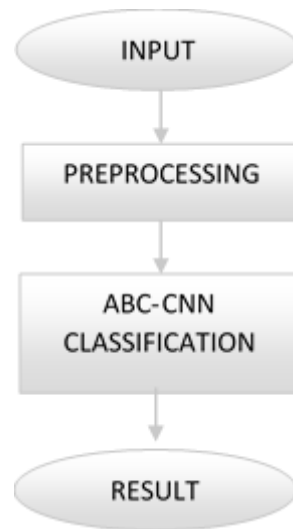 INPUT
PREPROCESSING
ABC-CNN
CLASSIFICATION
RESULT